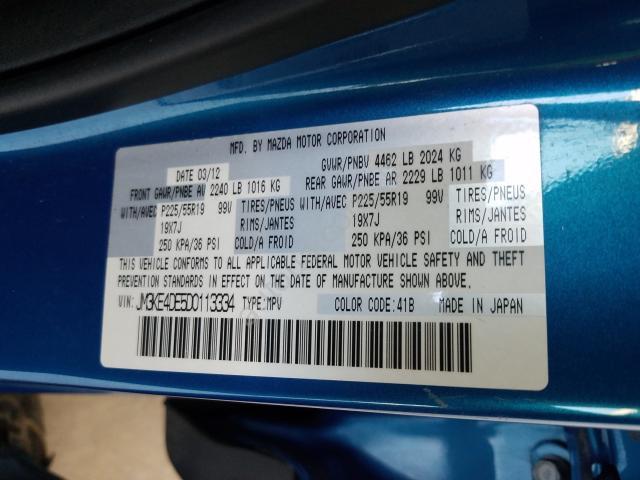 MFD. BY MAZDA MOTOR CORPORATION
DATE 03/12 GVWR/PNBV 4462 LB 2024 KG
FRONT GAWR/PNBE AV 2240 LB 1016 KG REAR GAWR/PNBE AR 2229 LB 1011 KG
WITH/AVEC P225/55R19 99V TIRES/PNEUS WITH/AVEC P225/55R19 99V TIRES/PNEUS
19X7J RIMS/JANTES 19X7J RIMS/JANTES
250 KPA/36 PSI COLD/A FROID 250 KPA/36 PSI COLD/A FROID
THIS VEHICLE CONFORMS TO ALL APPLICABLE FEDERAL MOTOR VEHICLE SAFETY AND THEFT
PREVENTION STANDARDS IN EFFECT ON THE DATE OF MANUFACTURE SHOWN ABOVE.
VIN: JM3KE4DE5D0113334 TYPE:MPV COLOR CODE:41B MADE IN JAPAN